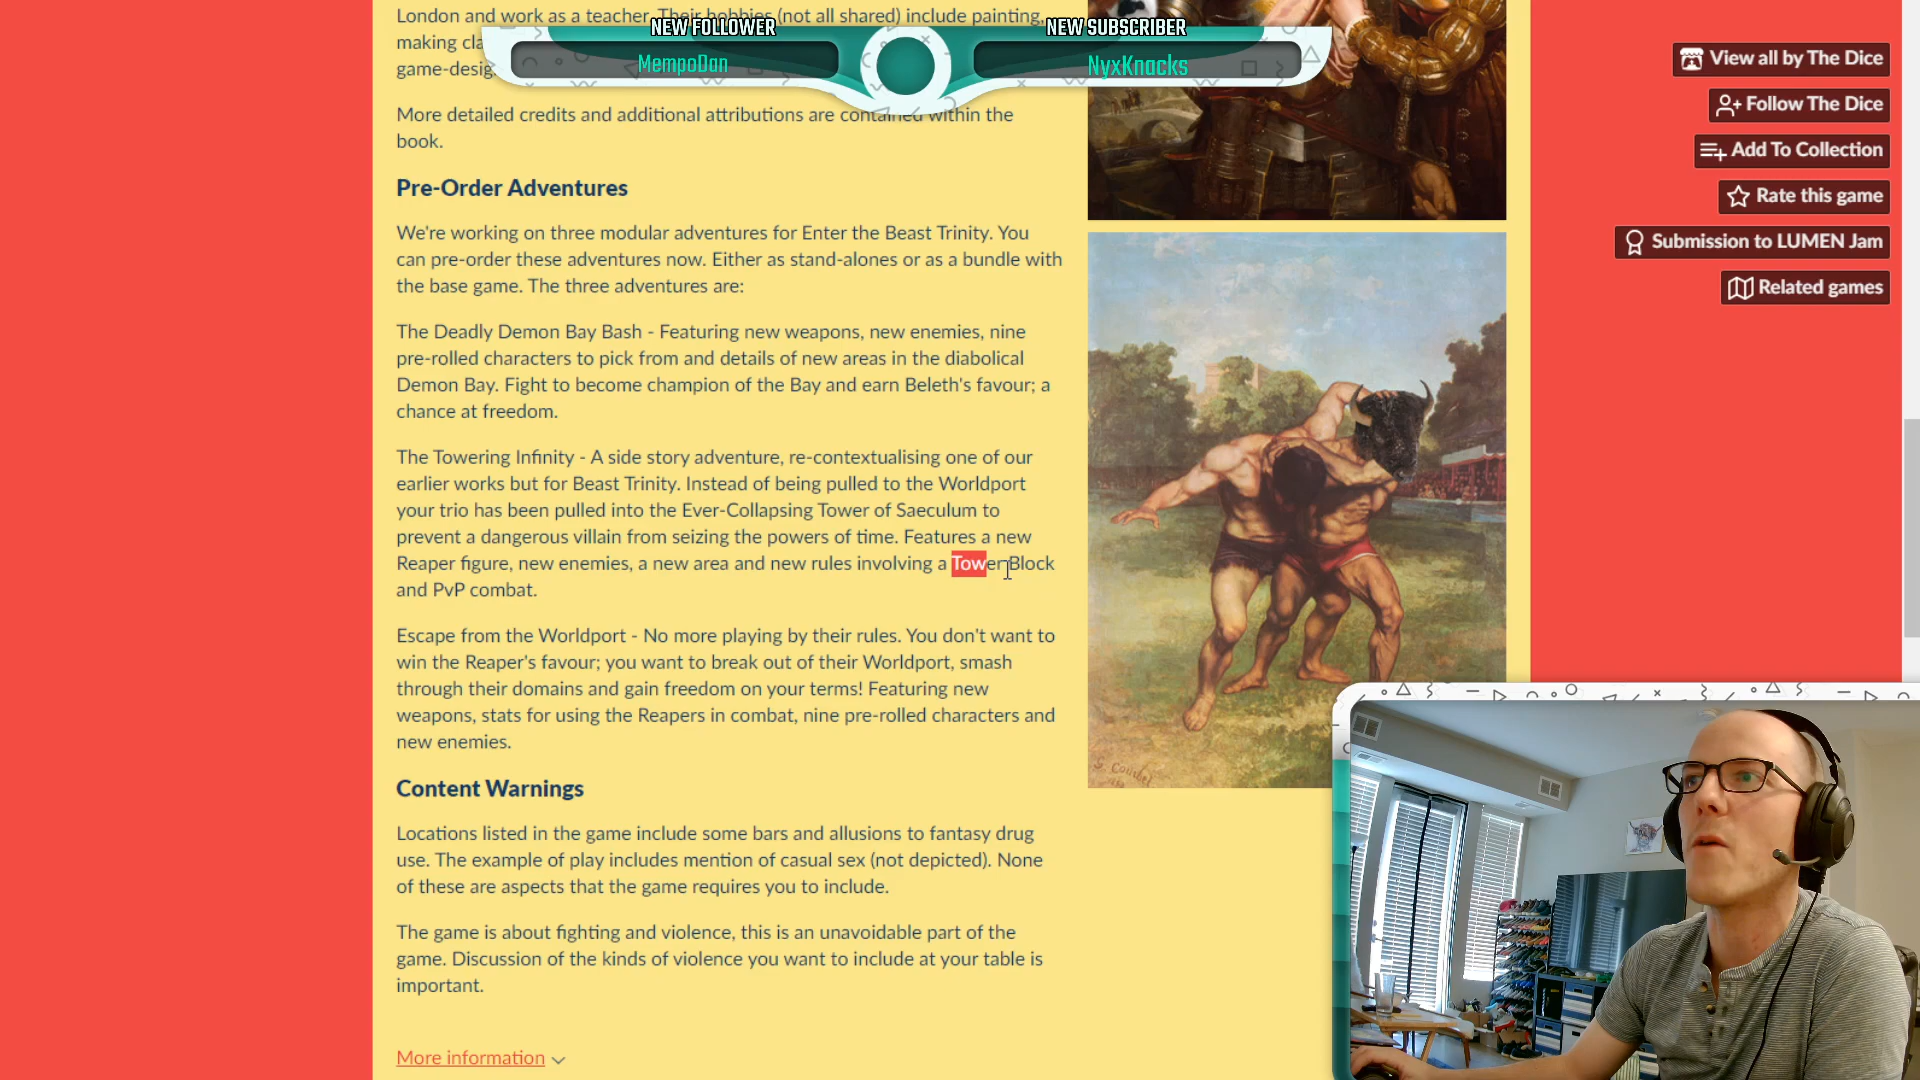 London and work as a teacher. Their hobbies (not all shared) include painting,
NEW FOLLOWER
NEW SUBSCRIBER
making cla
MempoDan
NyxKnacks
game-desig
More detailed credits and additional attributions are contained within the
book.
Pre-Order Adventures
We're working on three modular adventures for Enter the Beast Trinity. You
can pre-order these adventures now. Either as stand-alones or as a bundle with
the base game. The three adventures are:
The Deadly Demon Bay Bash - Featuring new weapons, new enemies, nine
pre-rolled characters to pick from and details of new areas in the diabolical
Demon Bay. Fight to become champion of the Bay and earn Beleth's favour; a
chance at freedom.
The Towering Infinity - A side story adventure, re-contextualising one of our
earlier works but for Beast Trinity. Instead of being pulled to the Worldport
your trio has been pulled into the Ever-Collapsing Tower of Saeculum to
prevent a dangerous villain from seizing the powers of time. Features a new
Reaper figure, new enemies, a new area and new rules involving a Tower Block
and PvP combat.
Escape from the Worldport - No more playing by their rules. You don't want to
win the Reaper's favour; you want to break out of their Worldport, smash
through their domains and gain freedom on your terms! Featuring new
weapons, stats for using the Reapers in combat, nine pre-rolled characters and
new enemies.
Content Warnings
Locations listed in the game include some bars and allusions to fantasy drug
use. The example of play includes mention of casual sex (not depicted). None
of these are aspects that the game requires you to include.
The game is about fighting and violence, this is an unavoidable part of the
game. Discussion of the kinds of violence you want to include at your table is
important.
More information
View all by The Dice
Follow The Dice
Add To Collection
Rate this game
Submission to LUMEN Jam
Related games